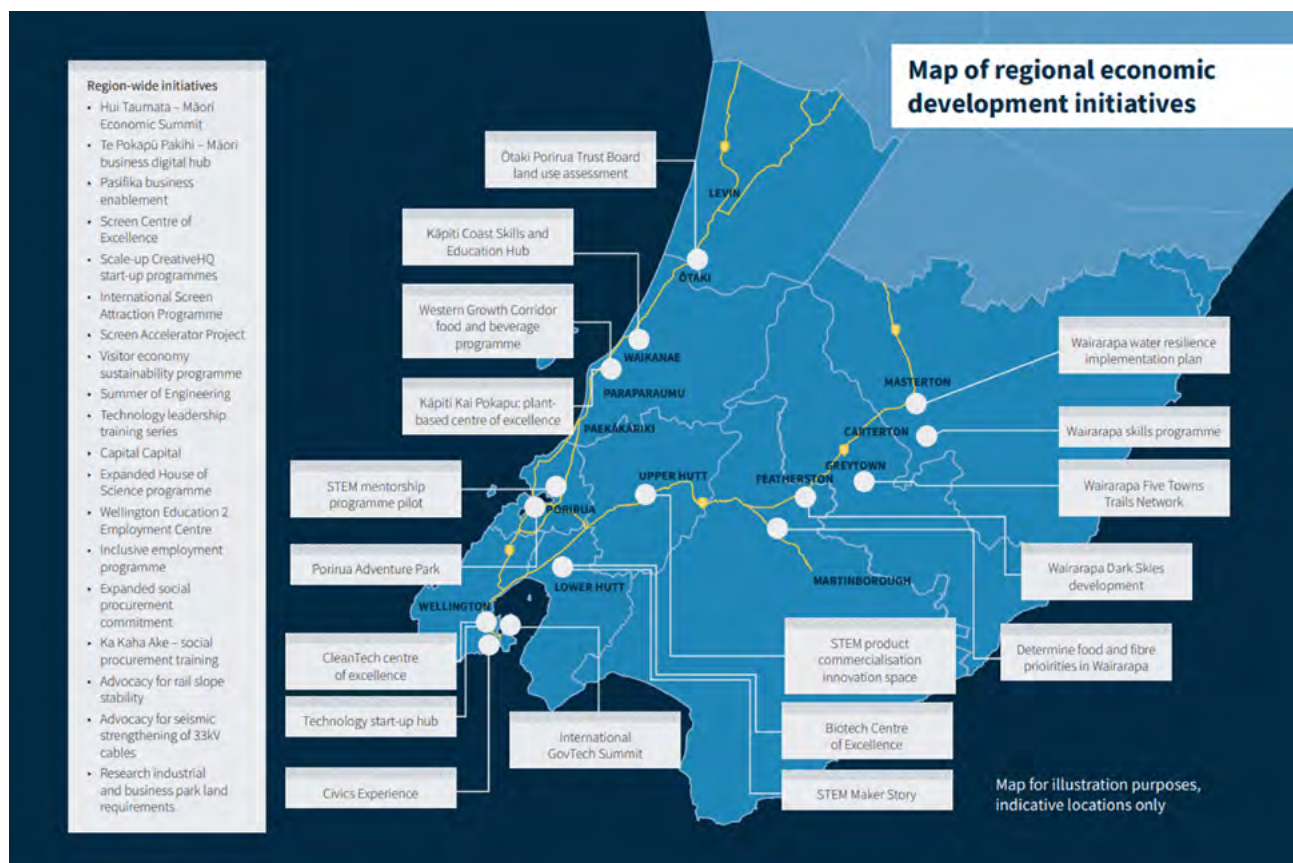 Map of regional economic
development initiatives
Region-wide initiatives
• Hui Taumata – Māori
Economic Summit
• Te Pokapū Pakihi – Māori
business digital hub
• Pasifika business
enablement
• Screen Centre of
Excellence
• Scale-up CreativeHQ
start-up programmes
• International Screen
Attraction Programme
• Screen Accelerator Project
• Visitor economy
sustainability programme
• Summer of Engineering
• Technology leadership
training series
• Capital Capital
• Expanded House of
Science programme
• Wellington Education 2
Employment Centre
• Inclusive employment
programme
• Expanded social
procurement
commitment
• Ka Kaha Ake – social
procurement training
• Advocacy for rail slope
stability
• Advocacy for seismic
strengthening of 33kV
cables
• Research industrial
and business park land
requirements
Ōtaki Porirua Trust Board
land use assessment
Kāpiti Coast Skills and
Education Hub
Western Growth Corridor
food and beverage
programme
Kāpiti Kai Pokapu: plant-
based centre of excellence
STEM mentorship
programme pilot
Porirua Adventure Park
CleanTech centre
of excellence
Technology start-up hub
Civics Experience
International
GovTech Summit
LEVIN
ŌTAKI
WAIKANAE
PARAPARAUMU
PAEKĀKĀRIKI
PORIRUA
UPPER HUTT
LOWER HUTT
WELLINGTON
MASTERTON
CARTERTON
GREYTOWN
FEATHERSTON
MARTINBOROUGH
Wairarapa water resilience
implementation plan
Wairarapa skills programme
Wairarapa Five Towns
Trails Network
Wairarapa Dark Skies
development
Determine food and fibre
prioirities in Wairarapa
STEM product
commercialisation
innovation space
Biotech Centre
of Excellence
STEM Maker Story
Map for illustration purposes,
indicative locations only